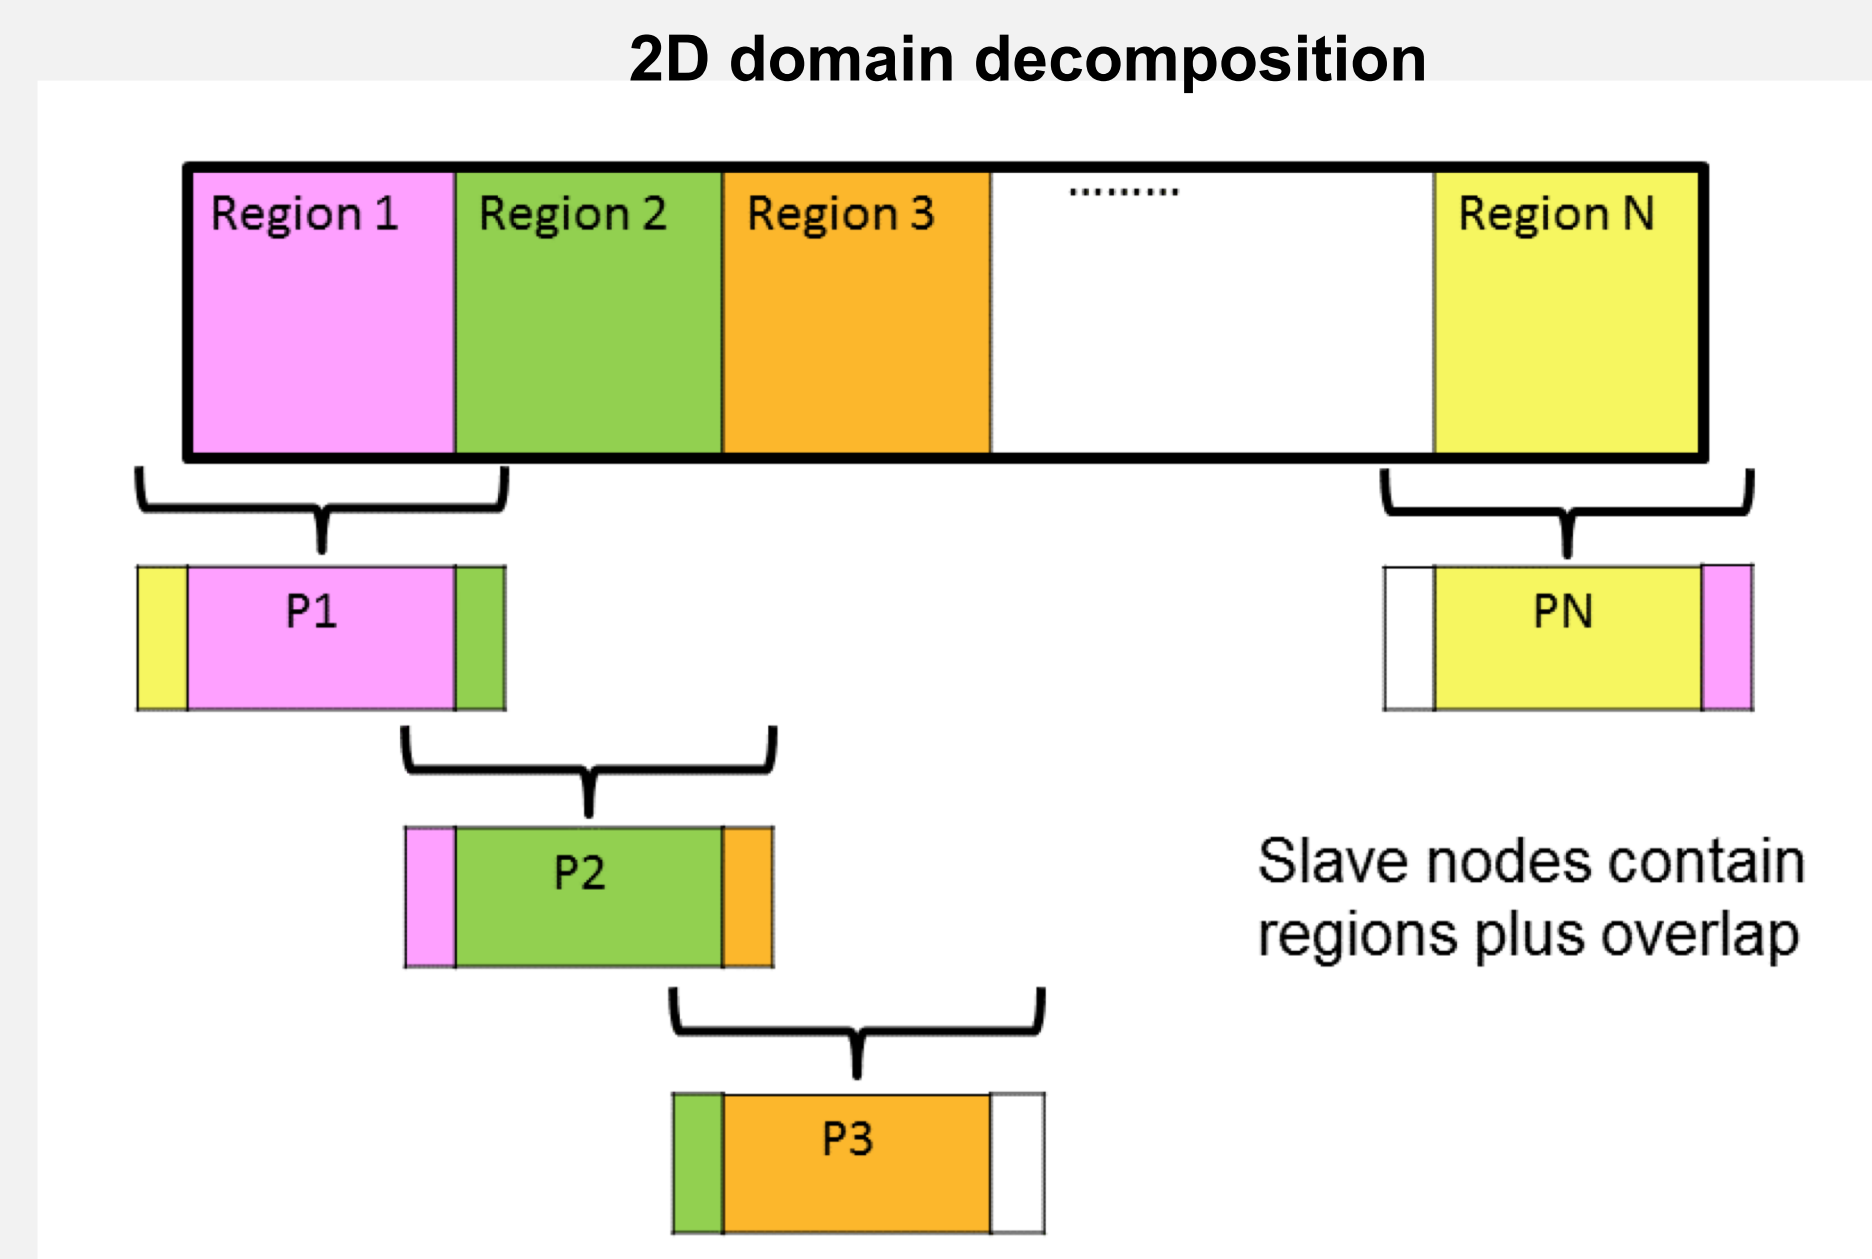 2D domain decomposition
Region 1
Region 2
Region 3
.........
Region N
P1
PN
P2
Slave nodes contain
regions plus overlap
P3